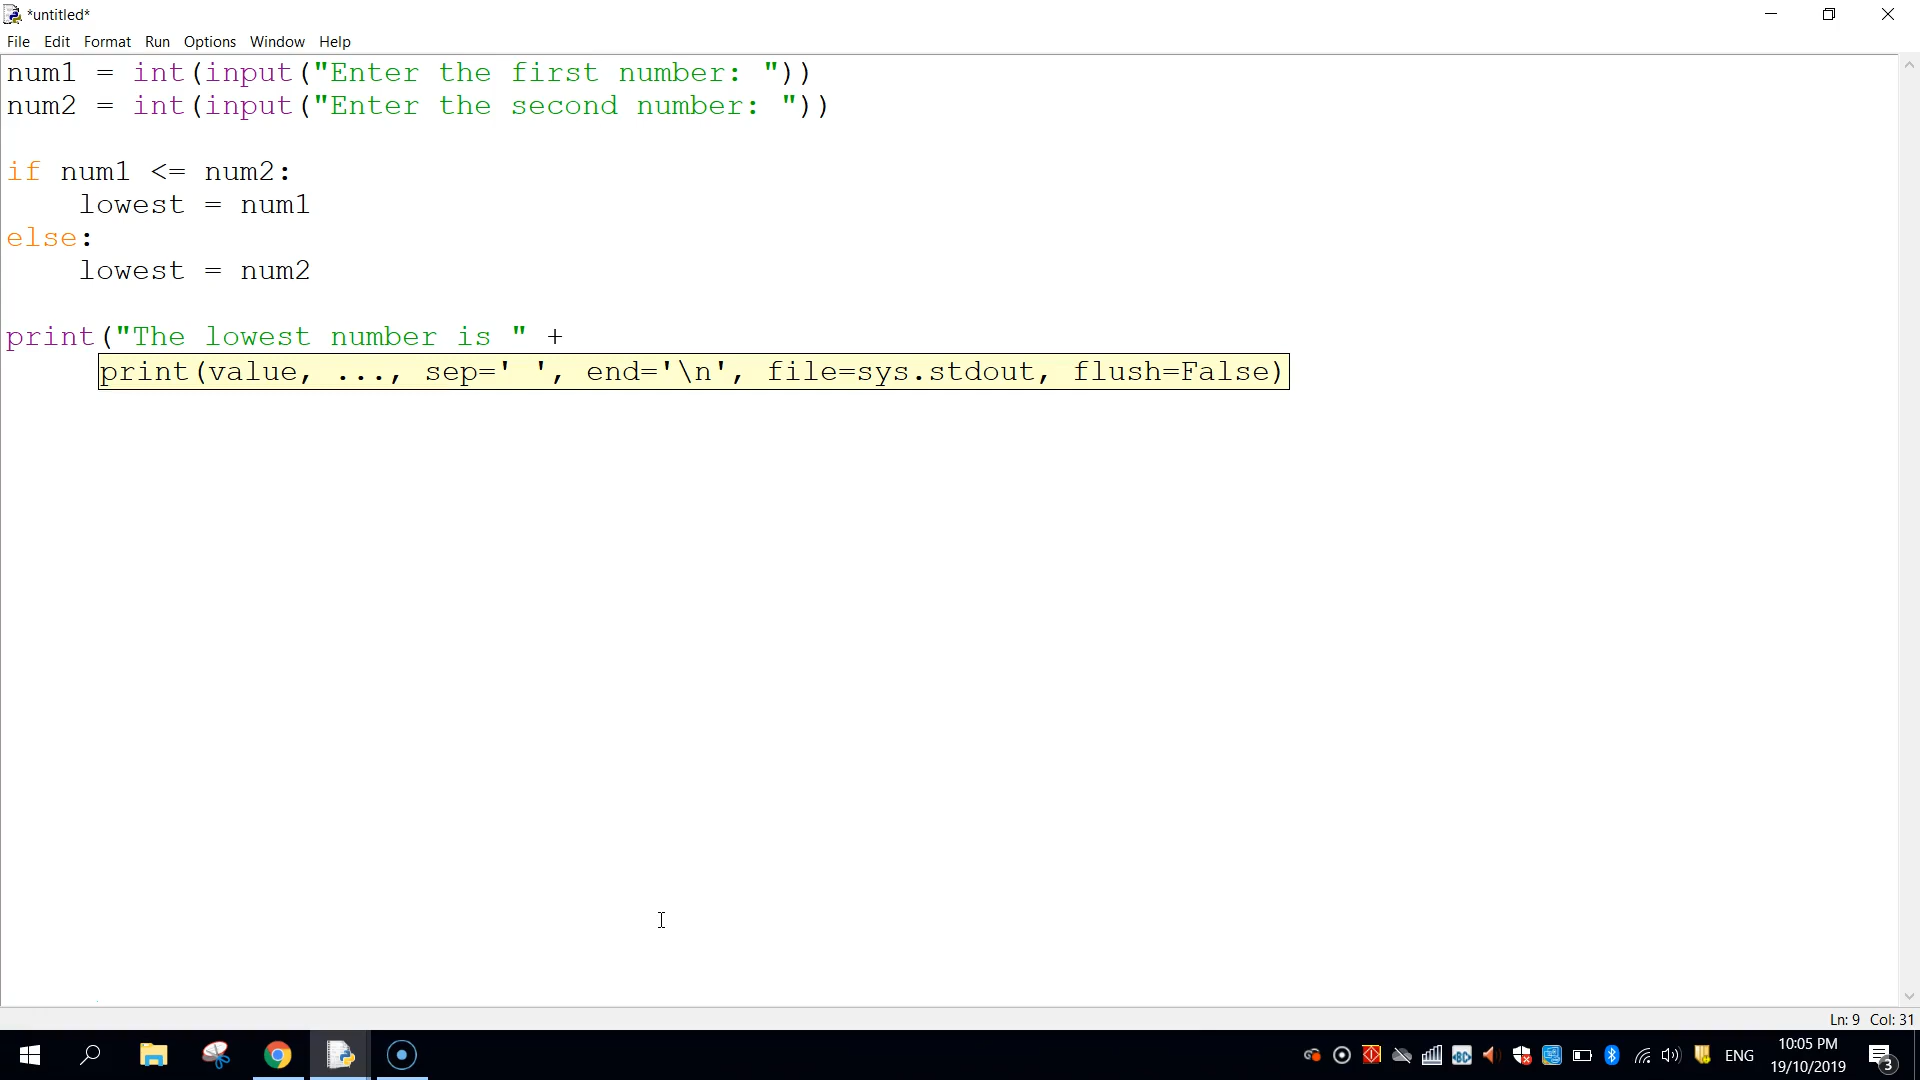 *untitled*
File Edit Format Run Options Window Help
num1 = int(input("Enter the first number: "))
num2 = int(input("Enter the second number: "))
if num1 <= num2:
    lowest = num1
else:
    lowest = num2
print("The lowest number is " +
print(value, ..., sep=' ', end='\n', file=sys.stdout, flush=False)
Ln: 9 Col: 31
ENG
10:05 PM
19/10/2019
3